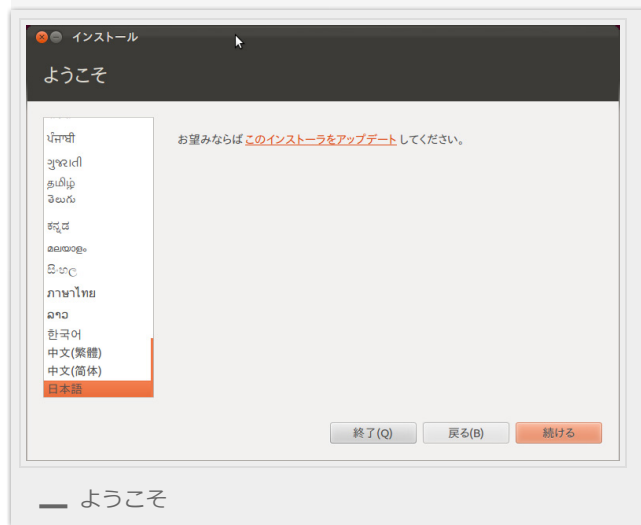 インストール
ようこそ
ਪੰਜਾਬੀ
ગુજરાતી
தமிழ்
తెలుగు
ಕನ್ನಡ
മലയാളം
සිංහල
ภาษาไทย
ລາວ
한국어
中文(繁體)
中文(简体)
日本語
お望みならばこのインストーラをアップデートしてください。
終了(Q)
戻る(B)
続ける
ようこそ